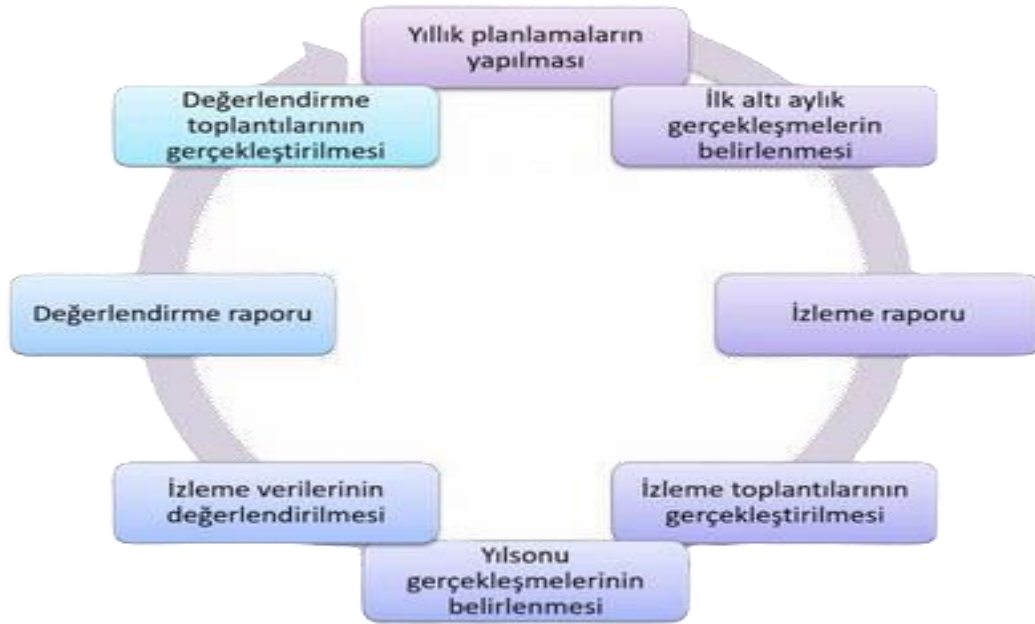 Yıllık planlamaların
yapılması
İlk altı aylık
gerçekleşmelerin
belirlenmesi
İzleme raporu
İzleme toplantılarının
gerçekleştirilmesi
Yılsonu
gerçekleşmelerinin
belirlenmesi
İzleme verilerinin
değerlendirilmesi
Değerlendirme raporu
Değerlendirme
toplantılarının
gerçekleştirilmesi